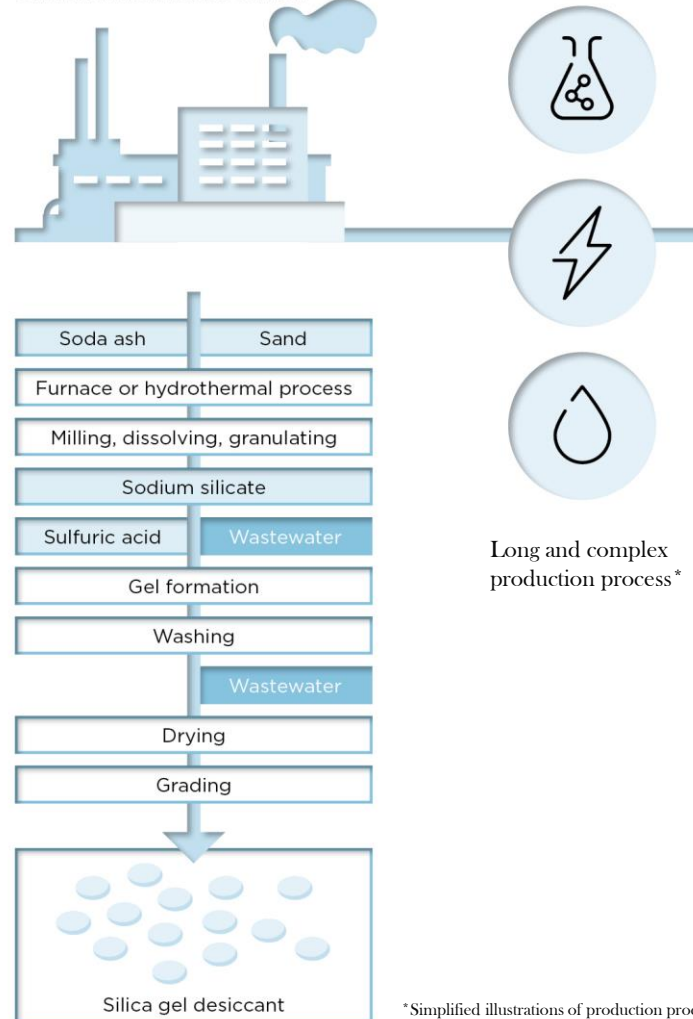 Soda ash
Sand
Furnace or hydrothermal process
Milling, dissolving, granulating
Sodium silicate
Sulfuric acid
Wastewater
Gel formation
Washing
Wastewater
Drying
Grading
Silica gel desiccant
Long and complex
production process*
*Simplified illustrations of production